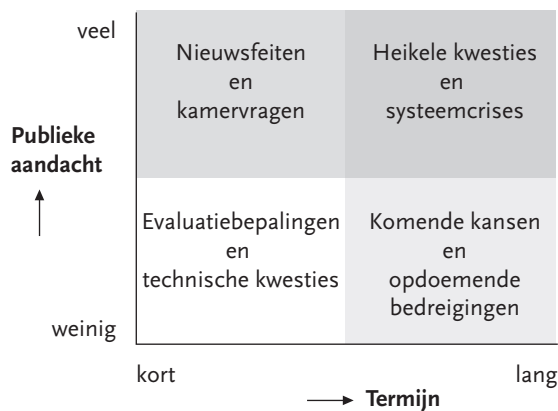 veel
Nieuwsfeiten
en
kamervragen
Heikele kwesties
en
systeemcrises
Publieke
aandacht
Evaluatiebepalingen
en
technische kwesties
Komende kansen
en
opdoemende
bedreigingen
weinig
kort
lang
Termijn